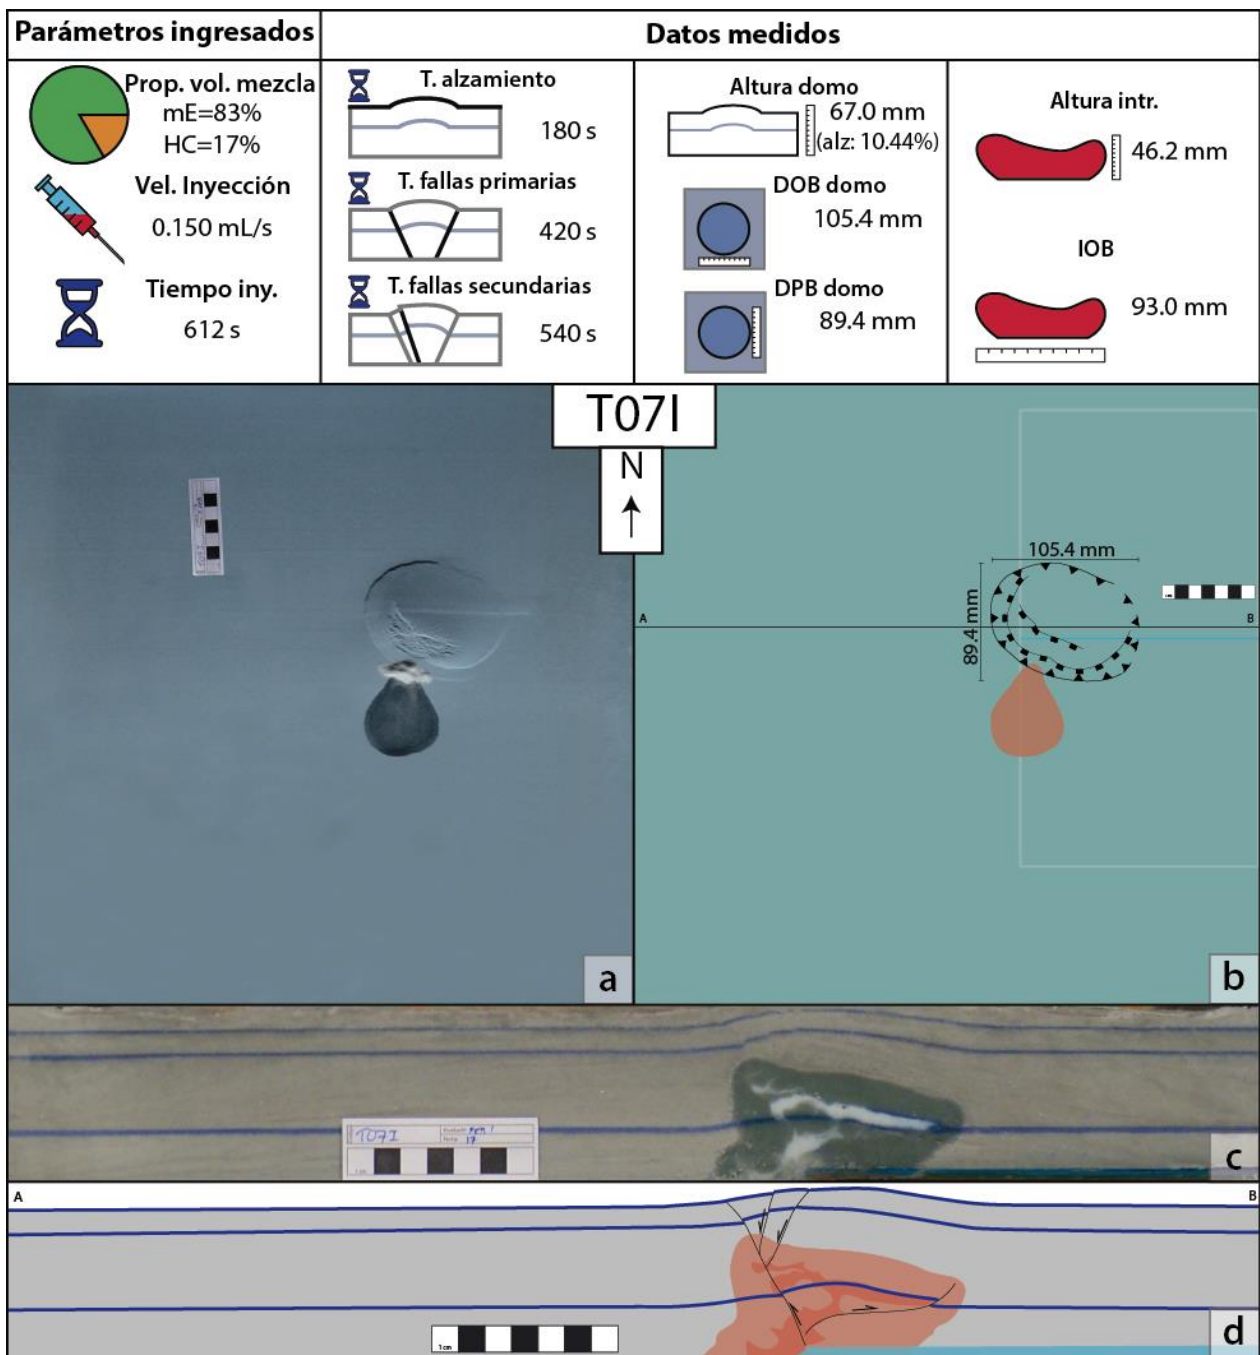 Parámetros ingresados
Datos medidos
Prop. vol. mezcla
mE=83%
HC=17%
Vel. Inyección
0.150 mL/s
Tiempo iny.
612 s
T. alzamiento
180 s
T. fallas primarias
420 s
T. fallas secundarias
540 s
Altura domo
67.0 mm
(alz: 10.44%)
DOB domo
105.4 mm
DPB domo
89.4 mm
Altura intr.
46.2 mm
IOB
93.0 mm
T07I
N
a
105.4 mm
89.4 mm
A
B
b
T07I
c
A
B
1cm
d